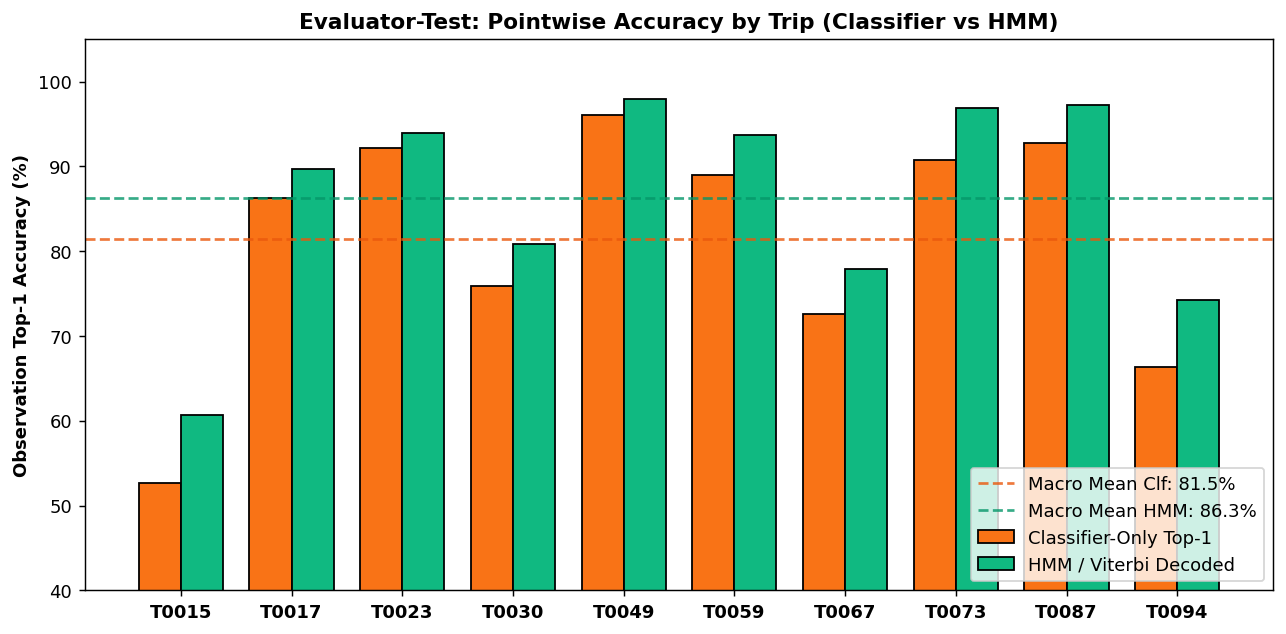 Evaluator-Test: Pointwise Accuracy by Trip (Classifier vs HMM)
Observation Top-1 Accuracy (%)
100
90
80
70
60
50
40
Macro Mean Clf: 81.5%
Macro Mean HMM: 86.3%
Classifier-Only Top-1
HMM / Viterbi Decoded
T0015 T0017 T0023 T0030 T0049 T0059 T0067 T0073 T0087 T0094